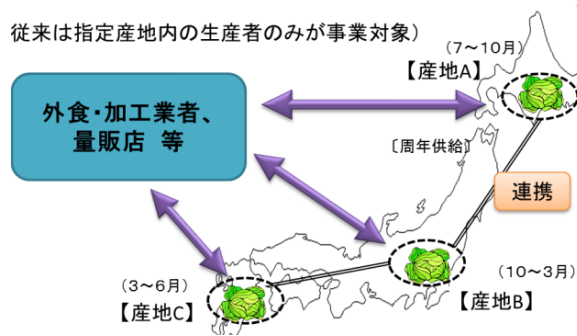 従来は指定産地内の生産者のみが事業対象）
（7～10月）
【産地A】
外食・加工業者、
量販店　等
〔周年供給〕
連携
（3～6月）
【産地C】
（10～3月）
【産地B】